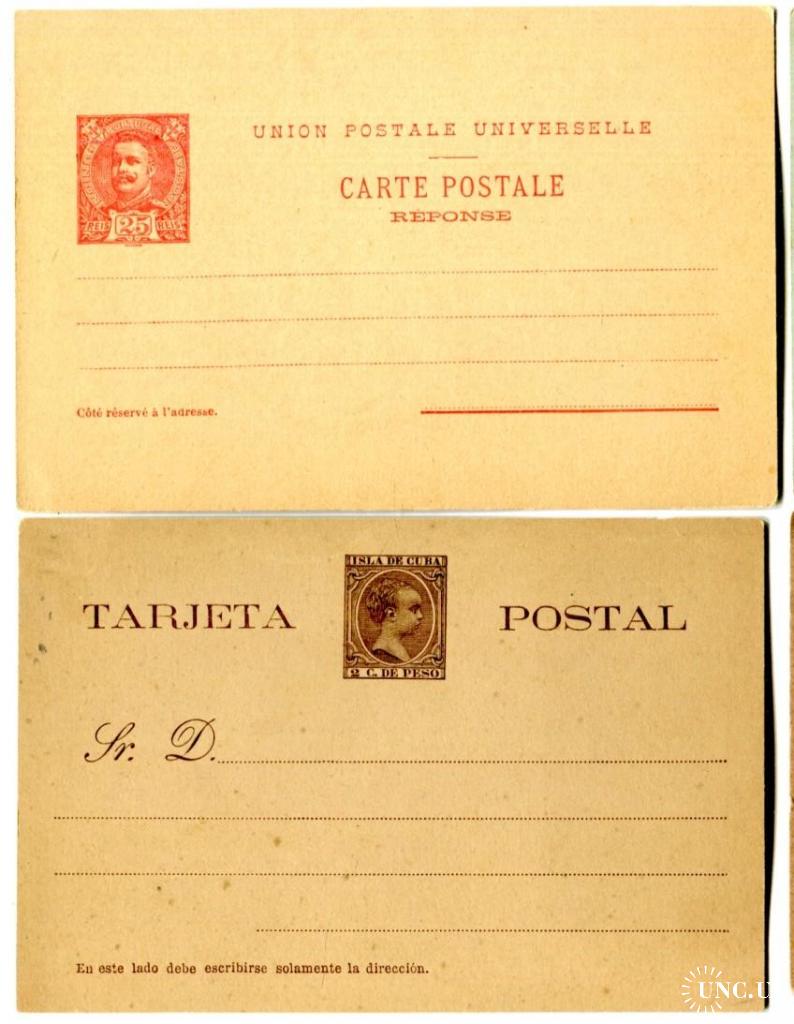 UNION POSTALE UNIVERSELLE
CARTE POSTALE
RÉPONSE
REIS 25 REIS
Côté réservé à l'adresse.
ISLA DE CUBA
TARJETA POSTAL
2 C. DE PESO
Sr. D.
En este lado debe escribirse solamente la dirección.
UNC.U